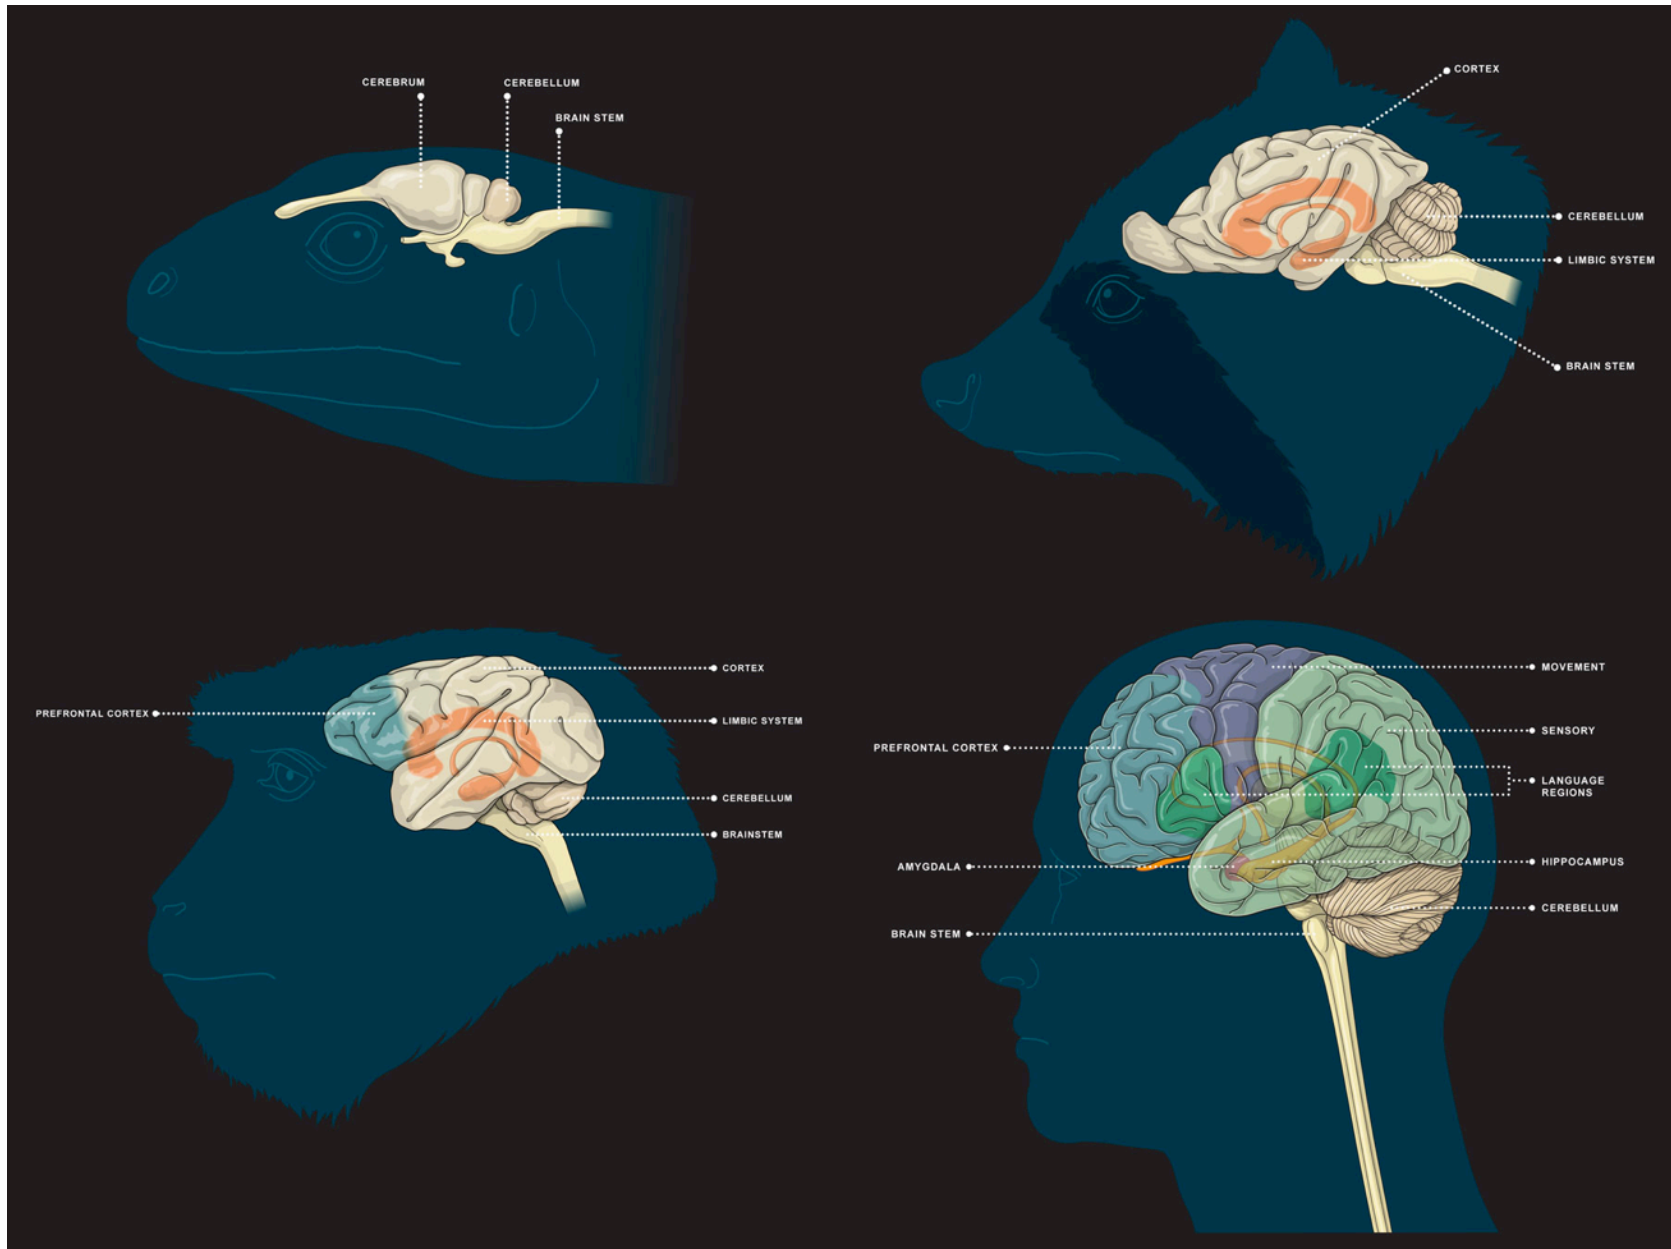 CEREBRUM
CEREBELLUM
BRAIN STEM
CORTEX
CEREBELLUM
LIMBIC SYSTEM
BRAIN STEM
CORTEX
PREFRONTAL CORTEX
LIMBIC SYSTEM
CEREBELLUM
BRAINSTEM
MOVEMENT
SENSORY
PREFRONTAL CORTEX
LANGUAGE
REGIONS
AMYGDALA
HIPPOCAMPUS
CEREBELLUM
BRAIN STEM